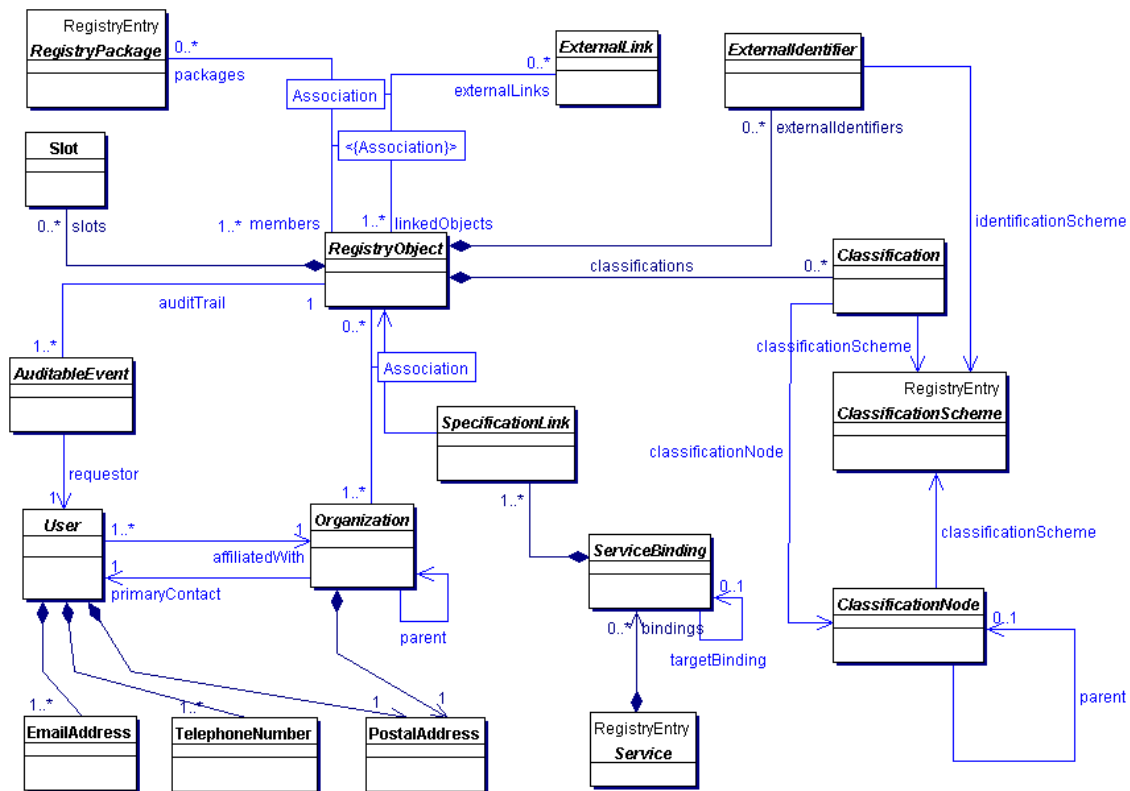 RegistryEntry
RegistryPackage
0..*
packages
ExternalLink
0..*
externalLinks
ExternalIdentifier
0..* externalIdentifiers
Association
<{Association}>
Slot
0..* slots
1..* members
1..* linkedObjects
identificationScheme
RegistryObject
classifications
0..*
Classification
auditTrail
1
0..*
1..*
classificationScheme
AuditableEvent
Association
RegistryEntry
ClassificationScheme
SpecificationLink
classificationNode
requestor
1
1..*
1..*
User
1..*
1
Organization
affiliatedWith
1
primaryContact
parent
ServiceBinding
0..1
0..* bindings
targetBinding
classificationScheme
ClassificationNode
0..1
parent
1..*
1..*
1
1
EmailAddress
TelephoneNumber
PostalAddress
RegistryEntry
Service